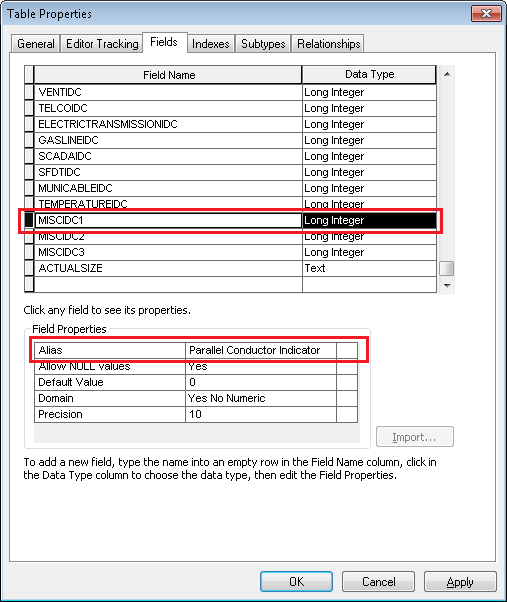 Table Properties
General Editor Tracking Fields Indexes Subtypes Relationships
Field Name Data Type
VENTIDC Long Integer
TELCOIDC Long Integer
ELECTRICTRANSMISSIONIDC Long Integer
GASLINEIDC Long Integer
SCADAIDC Long Integer
SFDTIDC Long Integer
MUNICABLEIDC Long Integer
TEMPERATUREIDC Long Integer
MISCIDC1 Long Integer
MISCIDC2 Long Integer
MISCIDC3 Long Integer
ACTUALSIZE Text
Click any field to see its properties.
Field Properties
Alias Parallel Conductor Indicator
Allow NULL values Yes
Default Value 0
Domain Yes No Numeric
Precision 10
Import...
To add a new field, type the name into an empty row in the Field Name column, click in
the Data Type column to choose the data type, then edit the Field Properties.
OK Cancel Apply